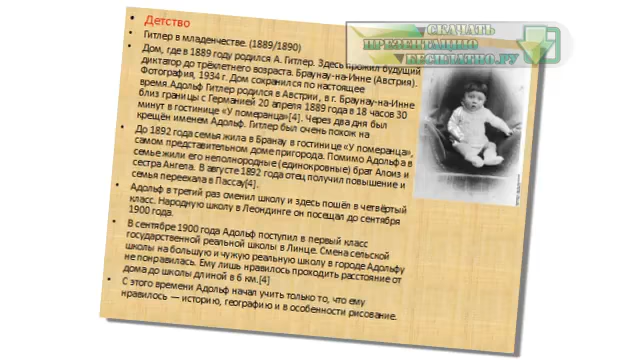 Детство
Гитлер в младенчестве. (1889/1890)
Дом, где в 1889 году родился А. Гитлер. Здесь прожил будущий
диктатор до трёхлетнего возраста. Браунау-на-Инне (Австрия).
Фотография, 1934 г. Дом сохранился по настоящее
время.Адольф Гитлер родился в Австрии, в г. Браунау-на-Инне
близ границы с Германией 20 апреля 1889 года в 18 часов 30
минут в гостинице «У померанца»[4]. Через два дня был
крещён именем Адольф. Гитлер был очень похож на
До 1892 года семья жила в Бранау в гостинице «У померанца»,
самом представительном доме пригорода. Помимо Адольфа в
семье жили его неполнородные (единокровные) брат Алоиз и
сестра Ангела. В августе 1892 года отец получил повышение и
семья переехала в Пассау[4].
Адольф в третий раз сменил школу и здесь пошёл в четвёртый
класс. Народную школу в Леондинге он посещал до сентября
1900 года.
В сентябре 1900 года Адольф поступил в первый класс
государственной реальной школы в Линце. Смена сельской
школы на большую и чужую реальную школу в городе Адольфу
не понравилась. Ему лишь нравилось проходить расстояние от
дома до школы длиной в 6 км.[4]
С этого времени Адольф начал учить только то, что ему
нравилось — историю, географию и в особенности рисование.
СКАЧАТЬ
ПРЕЗЕНТАЦИЮ
БЕСПЛАТНО.РУ